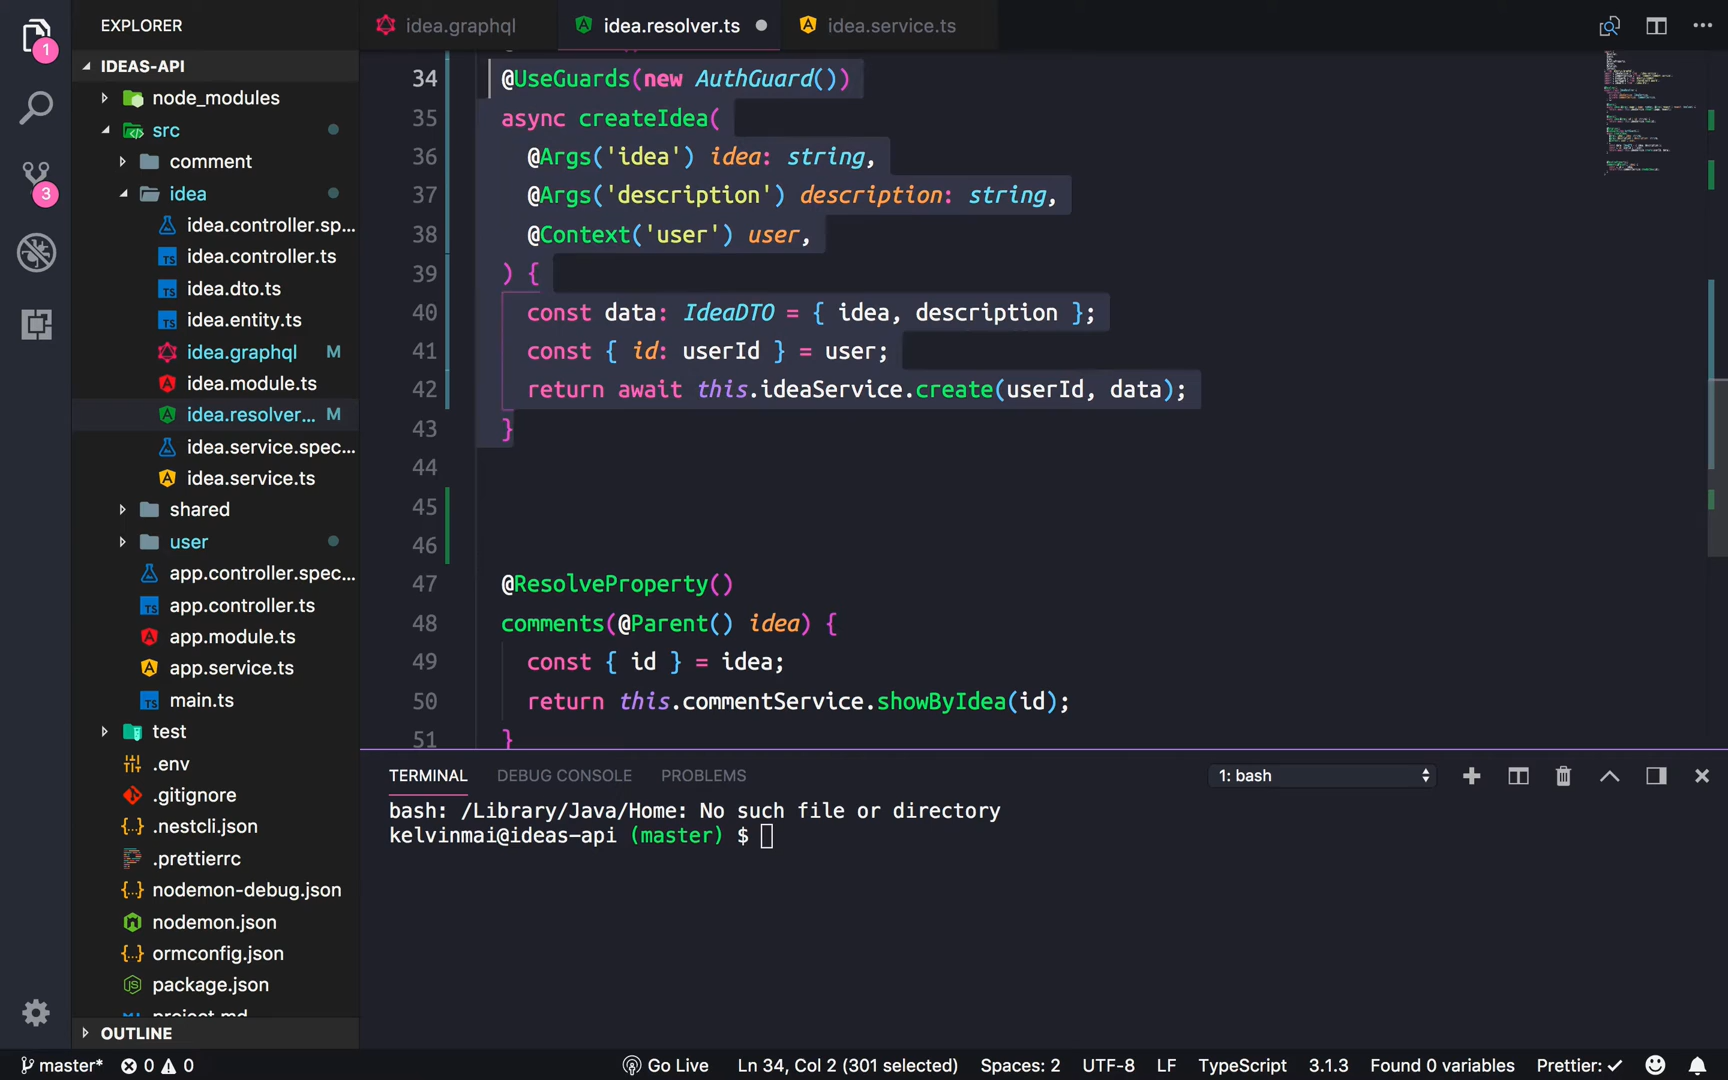 EXPLORER
idea.graphql
idea.resolver.ts
idea.service.ts
IDEAS-API
node_modules
src
comment
idea
idea.controller.sp...
idea.controller.ts
idea.dto.ts
idea.entity.ts
idea.graphql M
idea.module.ts
idea.resolver... M
idea.service.spec...
idea.service.ts
shared
user
app.controller.spec...
app.controller.ts
app.module.ts
app.service.ts
main.ts
test
.env
.gitignore
.nestcli.json
.prettierrc
nodemon-debug.json
nodemon.json
ormconfig.json
package.json
project.md
OUTLINE
1
3
34 @UseGuards(new AuthGuard())
35 async createIdea(
36 @Args('idea') idea: string,
37 @Args('description') description: string,
38 @Context('user') user,
39 ) {
40 const data: IdeaDTO = { idea, description };
41 const { id: userId } = user;
42 return await this.ideaService.create(userId, data);
43 }
44
45
46
47 @ResolveProperty()
48 comments(@Parent() idea) {
49 const { id } = idea;
50 return this.commentService.showByIdea(id);
51 }
TERMINAL DEBUG CONSOLE PROBLEMS 1: bash
bash: /Library/Java/Home: No such file or directory
kelvinmai@ideas-api (master) $
master* 0 0 Go Live Ln 34, Col 2 (301 selected) Spaces: 2 UTF-8 LF TypeScript 3.1.3 Found 0 variables Prettier: ✓